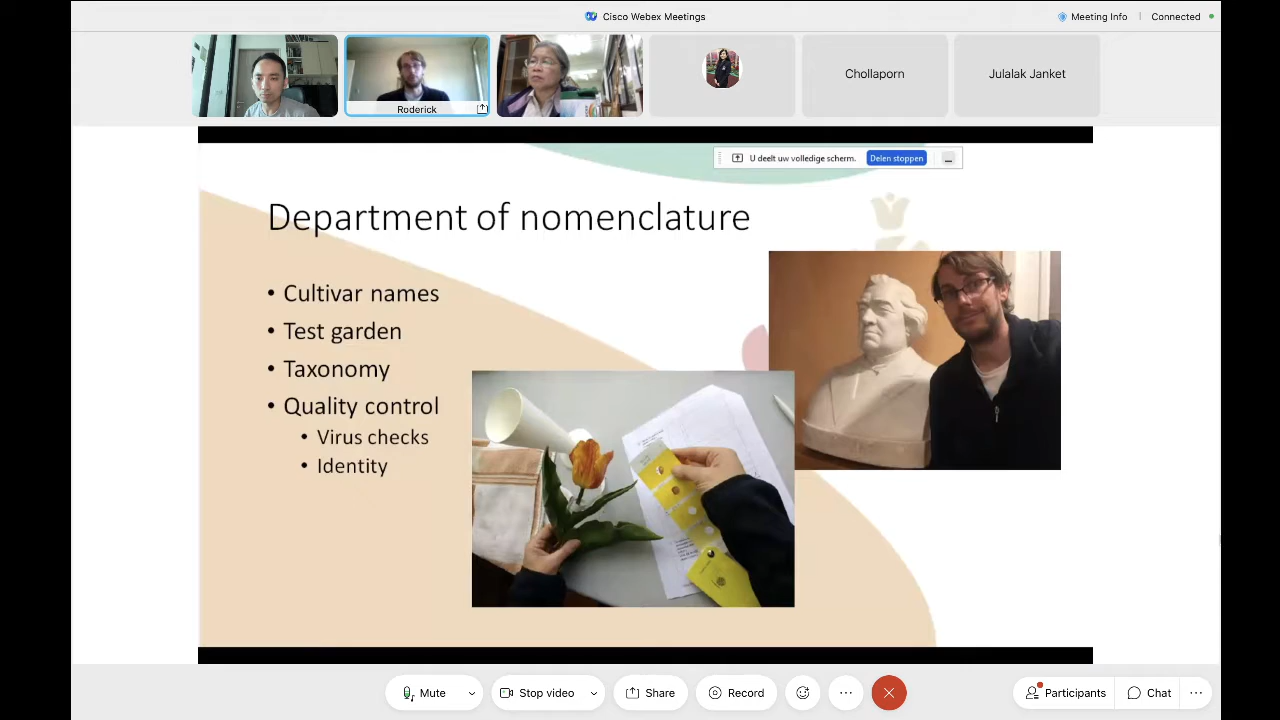 Cisco Webex Meetings
Meeting Info
Connected
Roderick
Chollaporn
Julalak Janket
U deelt uw volledige scherm.
Delen stoppen
Department of nomenclature
• Cultivar names
• Test garden
• Taxonomy
• Quality control
• Virus checks
• Identity
Mute
Stop video
Share
Record
Participants
Chat